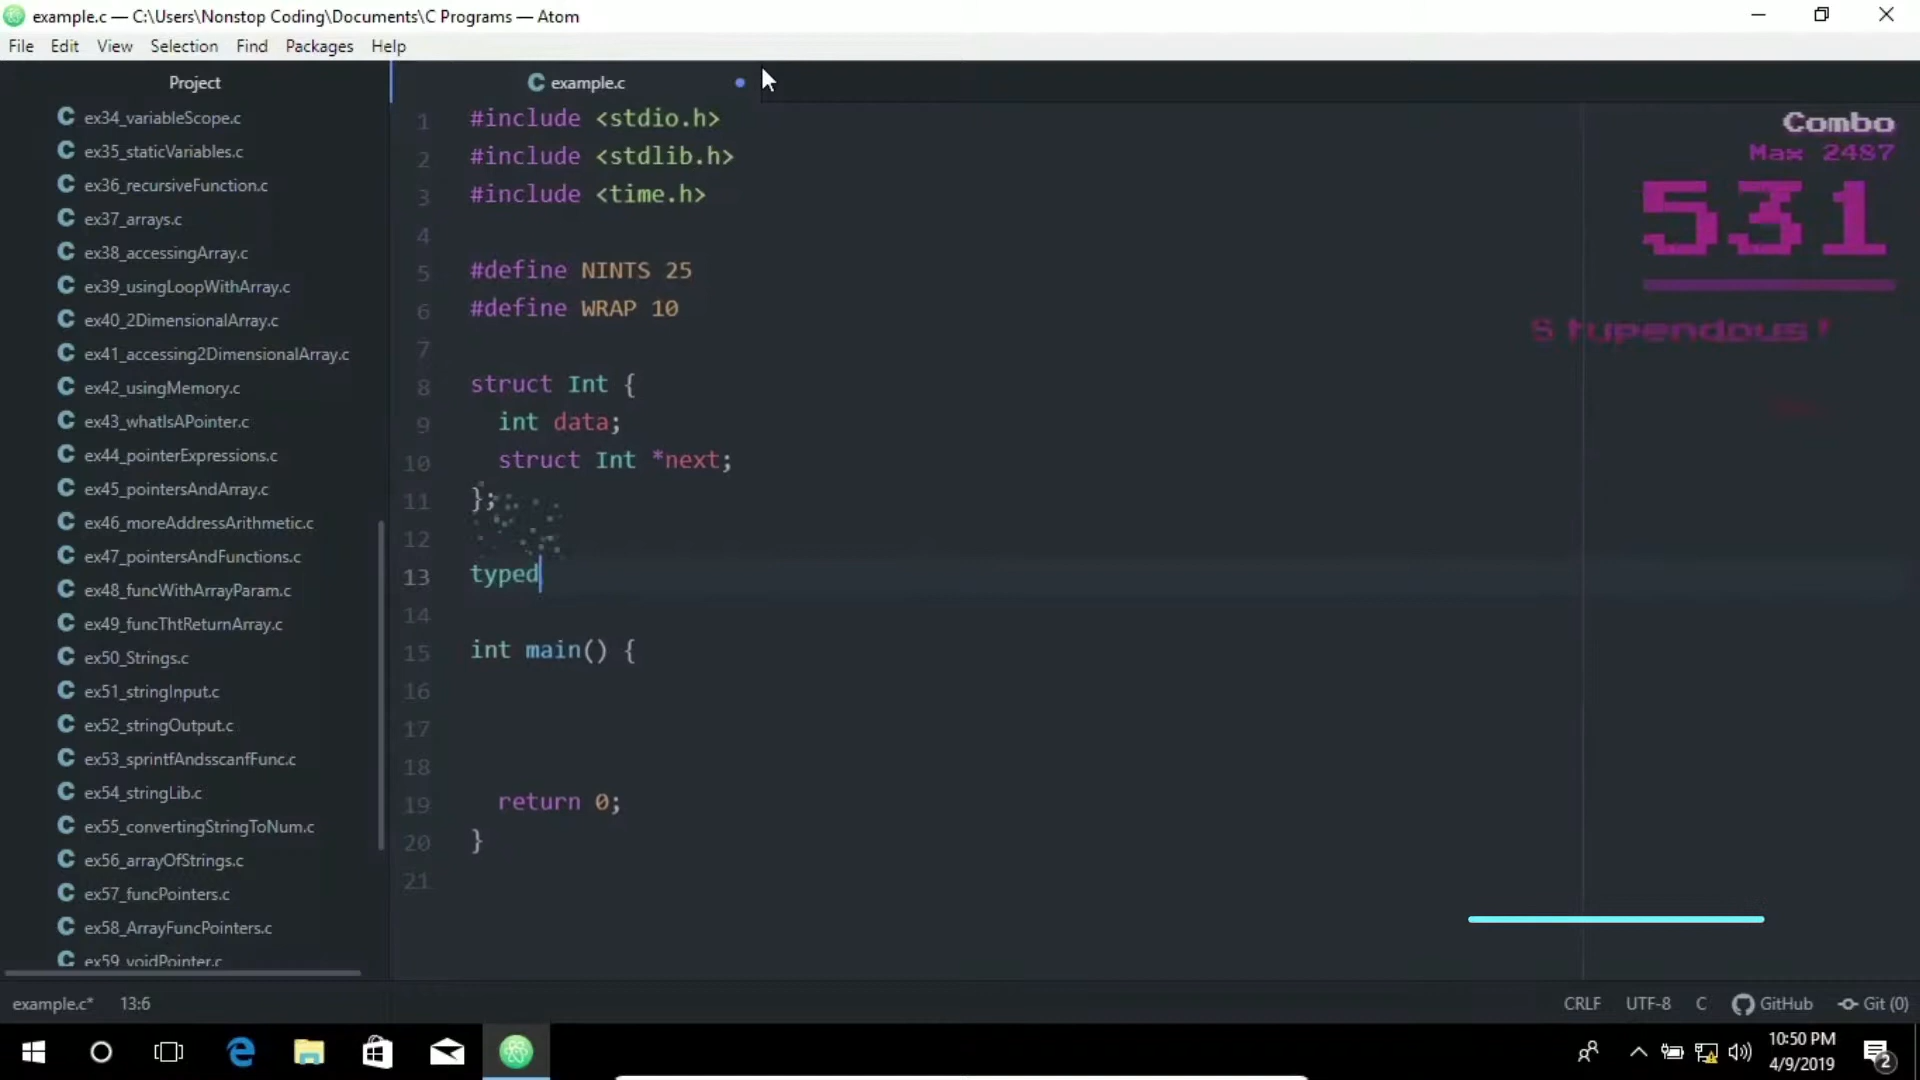 example.c — C:\Users\Nonstop Coding\Documents\C Programs — Atom
File Edit View Selection Find Packages Help
Project
ex34_variableScope.c
ex35_staticVariables.c
ex36_recursiveFunction.c
ex37_arrays.c
ex38_accessingArray.c
ex39_usingLoopWithArray.c
ex40_2DimensionalArray.c
ex41_accessing2DimensionalArray.c
ex42_usingMemory.c
ex43_whatIsAPointer.c
ex44_pointerExpressions.c
ex45_pointersAndArray.c
ex46_moreAddressArithmetic.c
ex47_pointersAndFunctions.c
ex48_funcWithArrayParam.c
ex49_funcThtReturnArray.c
ex50_Strings.c
ex51_stringInput.c
ex52_stringOutput.c
ex53_sprintfAndsscanfFunc.c
ex54_stringLib.c
ex55_convertingStringToNum.c
ex56_arrayOfStrings.c
ex57_funcPointers.c
ex58_ArrayFuncPointers.c
ex59_voidPointer.c
example.c
1 #include <stdio.h>
2 #include <stdlib.h>
3 #include <time.h>
4
5 #define NINTS 25
6 #define WRAP 10
7
8 struct Int {
9 int data;
10 struct Int *next;
11 };
12
13 typed
14
15 int main() {
16
17
18
19 return 0;
20 }
21
Combo
Max 2487
531
Stupendous!
example.c* 13:6
CRLF UTF-8 C GitHub Git (0)
10:50 PM
4/9/2019
2